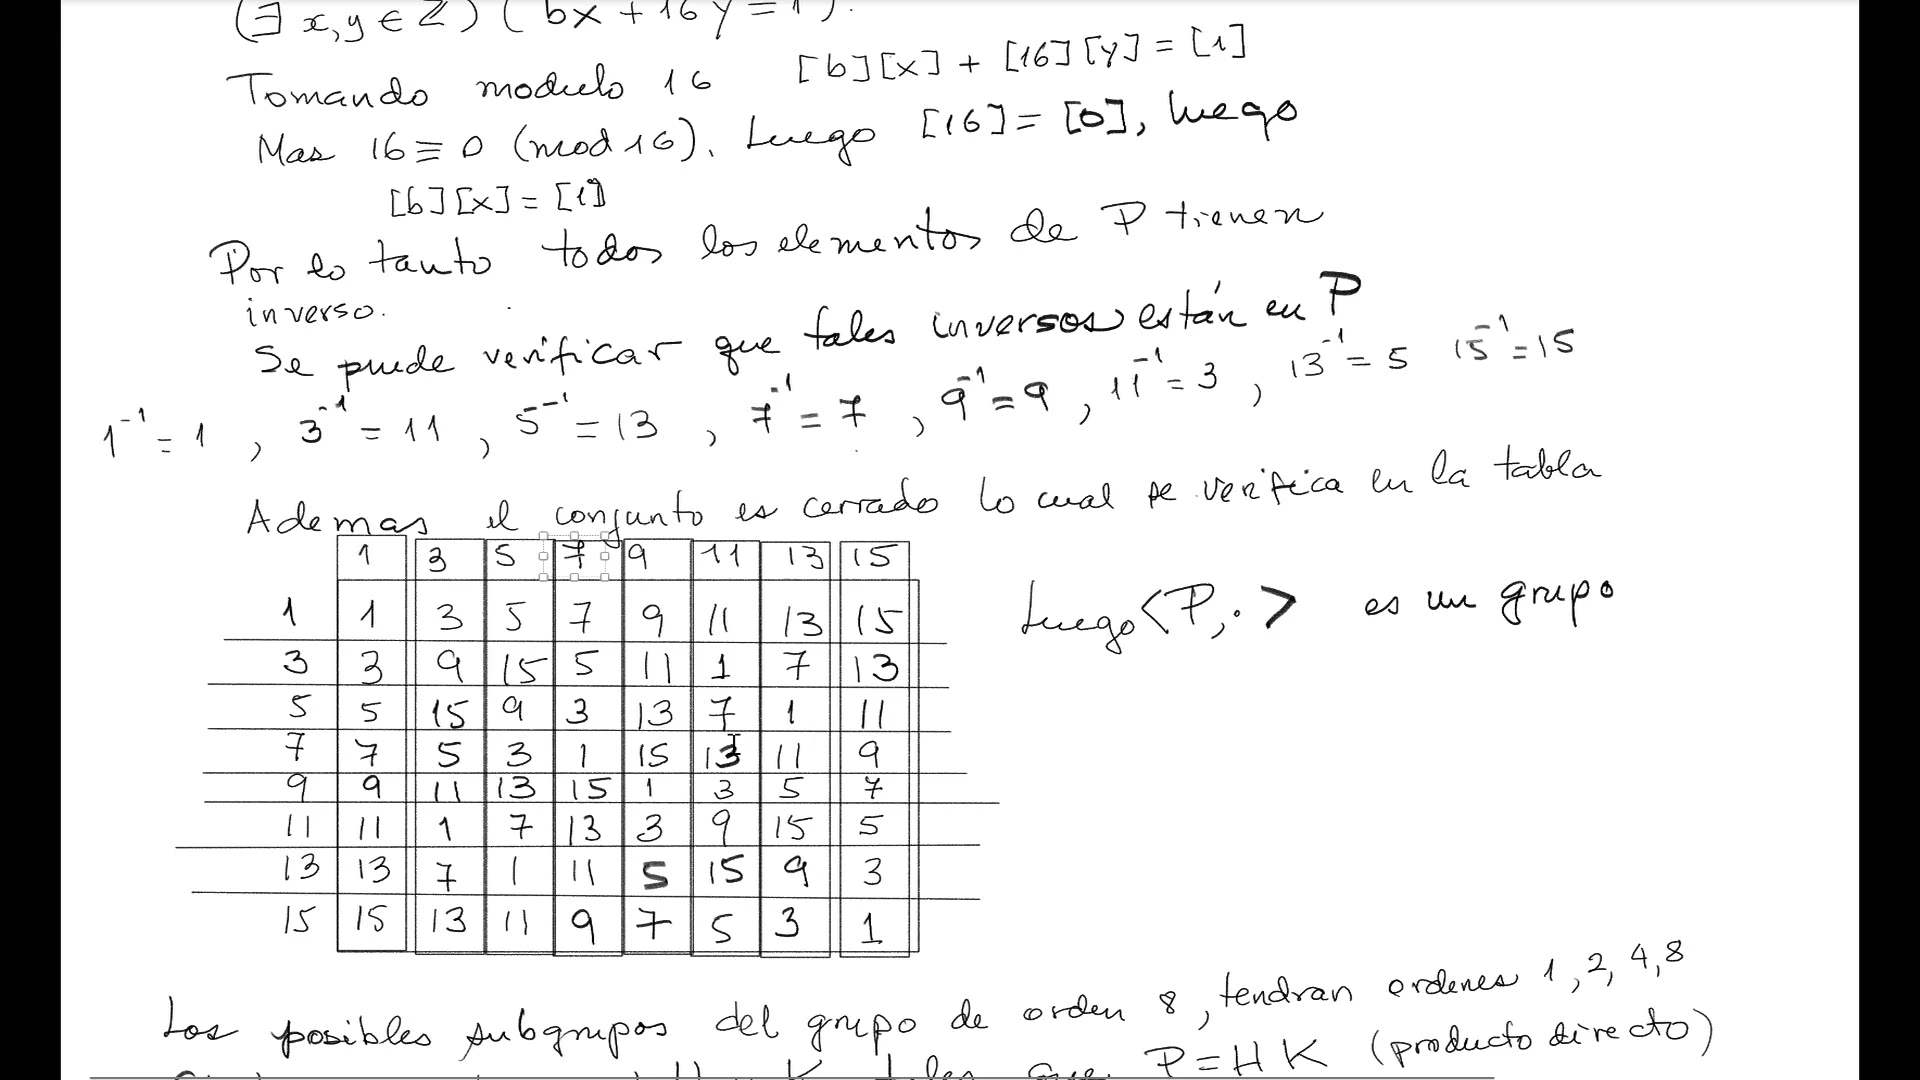 (∃ x,y ∈ Z) ( bx + 16y = 1 ).
Tomando modulo 16 [b][x] + [16][y] = [1]
Mas 16 ≡ 0 (mod 16). Luego [16] = [0], luego
[b][x] = [1]
Por lo tanto todos los elementos de P tienen
inverso.
Se puede verificar que tales inversos están en P
1⁻¹ = 1 , 3⁻¹ = 11 , 5⁻¹ = 13 , 7⁻¹ = 7 , 9⁻¹ = 9 , 11⁻¹ = 3 , 13⁻¹ = 5 15⁻¹ = 15
Ademas el conjunto es cerrado lo cual se verifica en la tabla
1 3 5 7 9 11 13 15
1 1 3 5 7 9 11 13 15
3 3 9 15 5 11 1 7 13
5 5 15 9 3 13 7 1 11
7 7 5 3 1 15 13 11 9
9 9 11 13 15 1 3 5 7
11 11 1 7 13 3 9 15 5
13 13 7 1 11 5 15 9 3
15 15 13 11 9 7 5 3 1
Luego <P, ·> es un grupo
Los posibles subgrupos del grupo de orden 8, tendran ordenes 1, 2, 4, 8
tales que P = H K (producto directo)